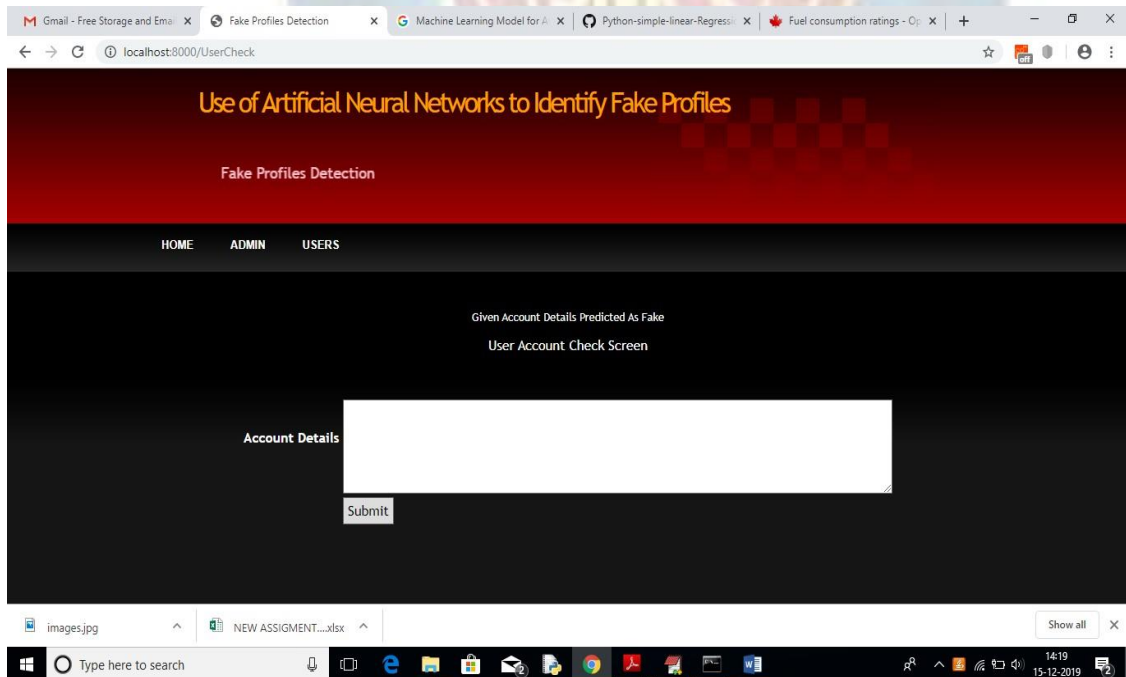 Gmail - Free Storage and Emai
Fake Profiles Detection
Machine Learning Model for A
Python-simple-linear-Regressi
Fuel consumption ratings - Op
localhost:8000/UserCheck
off
Use of Artificial Neural Networks to Identify Fake Profiles
Fake Profiles Detection
HOME ADMIN USERS
Given Account Details Predicted As Fake
User Account Check Screen
Account Details
Submit
images.jpg
NEW ASSIGMENT....xlsx
Show all
Type here to search
2
14:19
15-12-2019
2